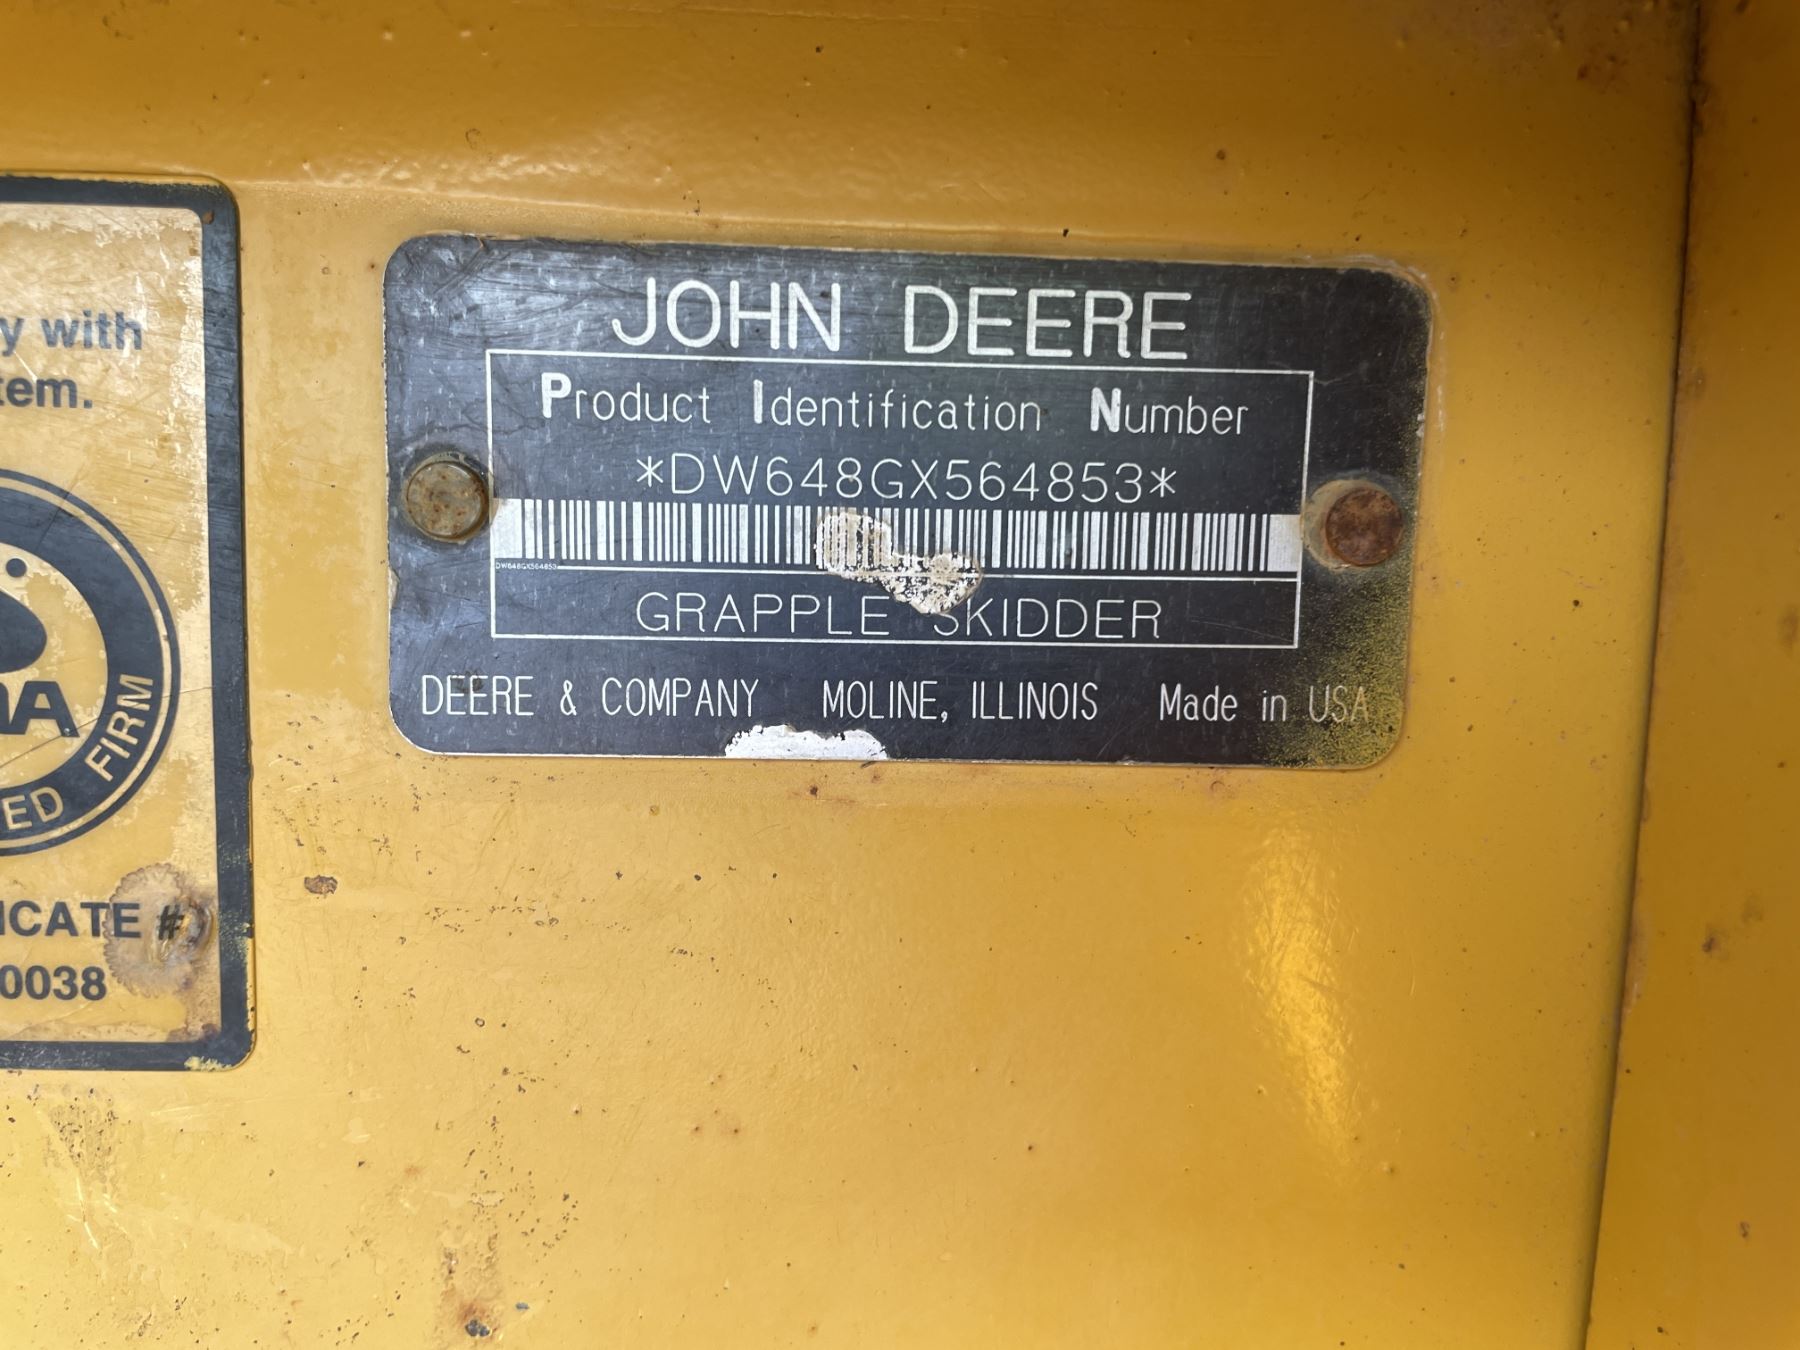 y with
tem.
FIRM
ED
ICATE #
0038
JOHN DEERE
Product Identification Number
*DW648GX564853*
DW648GX564853
GRAPPLE SKIDDER
DEERE & COMPANY MOLINE, ILLINOIS Made in USA